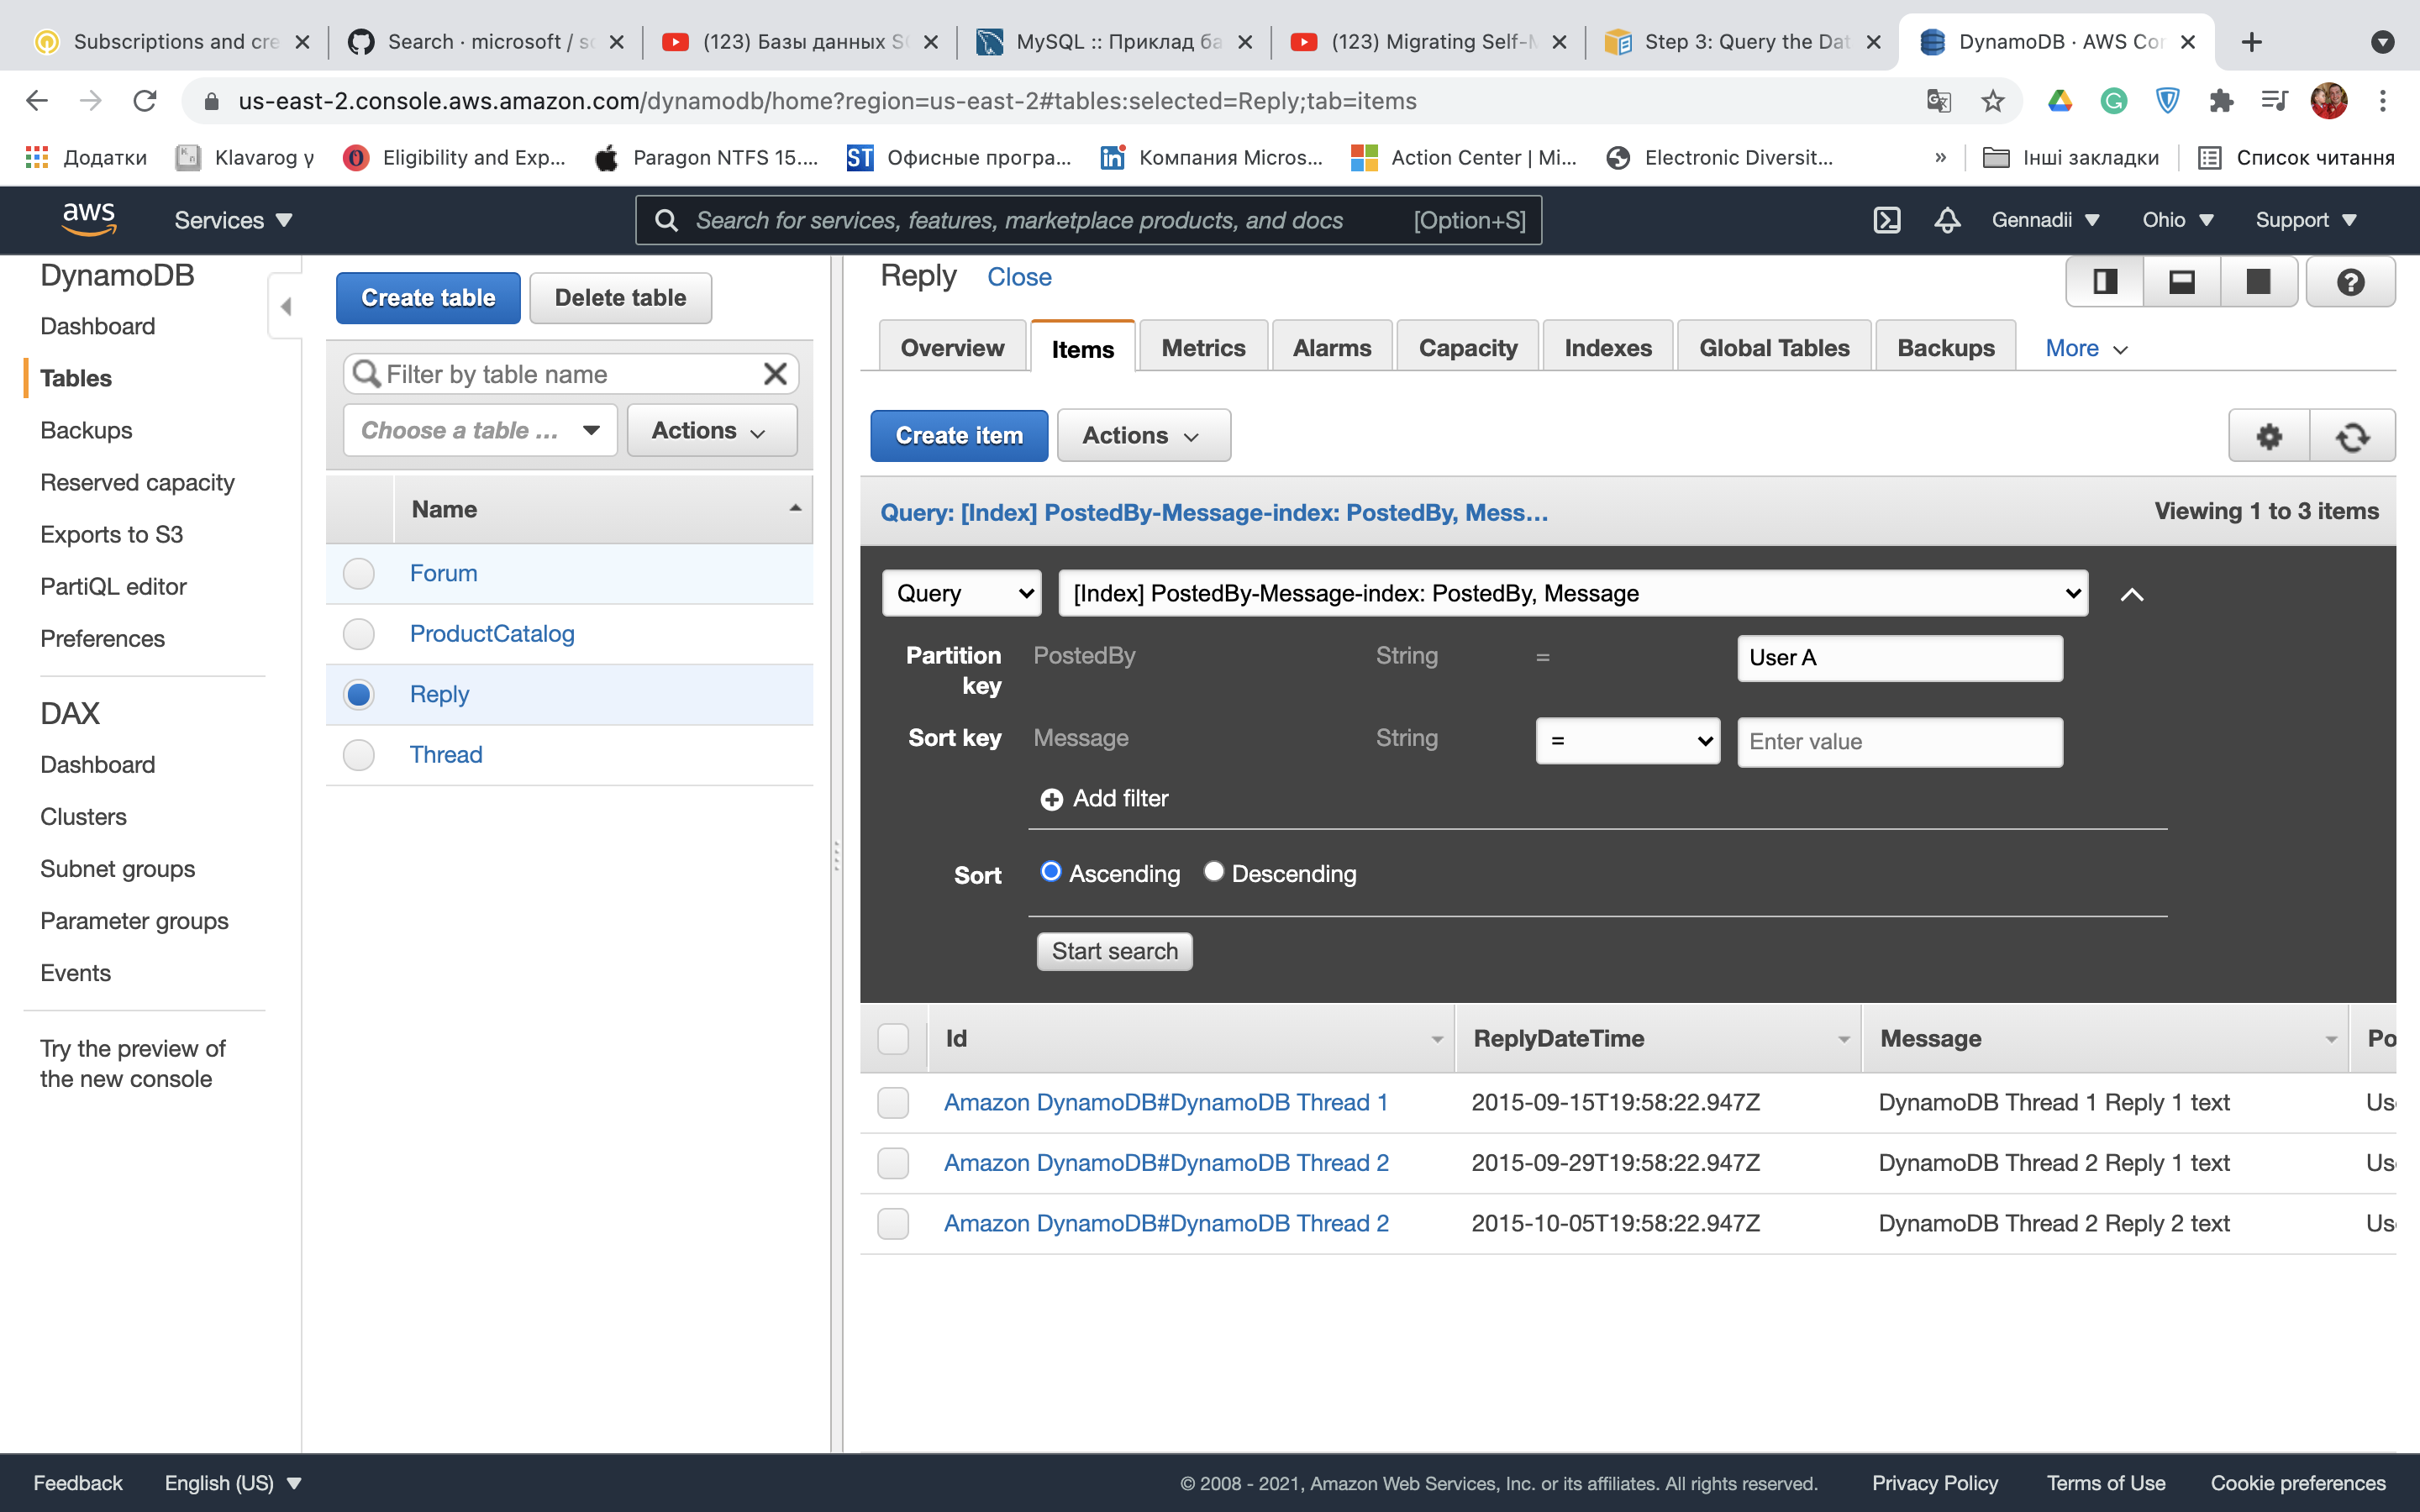 Subscriptions and cre
Search · microsoft / s
(123) Базы данных S
MySQL :: Приклад ба
(123) Migrating Self-M
Step 3: Query the Dat
DynamoDB · AWS Con
us-east-2.console.aws.amazon.com/dynamodb/home?region=us-east-2#tables:selected=Reply;tab=items
Додатки
Klavarog у
Eligibility and Exp...
Paragon NTFS 15....
ST Офисные програ...
Компания Micros...
Action Center | Mi...
Electronic Diversit...
»
Інші закладки
Список читання
aws
Services
Search for services, features, marketplace products, and docs
[Option+S]
Gennadii
Ohio
Support
DynamoDB
Dashboard
Tables
Backups
Reserved capacity
Exports to S3
PartiQL editor
Preferences
DAX
Dashboard
Clusters
Subnet groups
Parameter groups
Events
Try the preview of
the new console
Create table
Delete table
Filter by table name
Choose a table ...
Actions
Name
Forum
ProductCatalog
Reply
Thread
Reply
Close
Overview
Items
Metrics
Alarms
Capacity
Indexes
Global Tables
Backups
More
Create item
Actions
Query: [Index] PostedBy-Message-index: PostedBy, Mess...
Viewing 1 to 3 items
Query
[Index] PostedBy-Message-index: PostedBy, Message
Partition
key
PostedBy
String
=
User A
Sort key
Message
String
=
Enter value
Add filter
Sort
Ascending
Descending
Start search
Id
ReplyDateTime
Message
Po
Amazon DynamoDB#DynamoDB Thread 1
2015-09-15T19:58:22.947Z
DynamoDB Thread 1 Reply 1 text
Us
Amazon DynamoDB#DynamoDB Thread 2
2015-09-29T19:58:22.947Z
DynamoDB Thread 2 Reply 1 text
Us
Amazon DynamoDB#DynamoDB Thread 2
2015-10-05T19:58:22.947Z
DynamoDB Thread 2 Reply 2 text
Us
Feedback
English (US)
© 2008 - 2021, Amazon Web Services, Inc. or its affiliates. All rights reserved.
Privacy Policy
Terms of Use
Cookie preferences